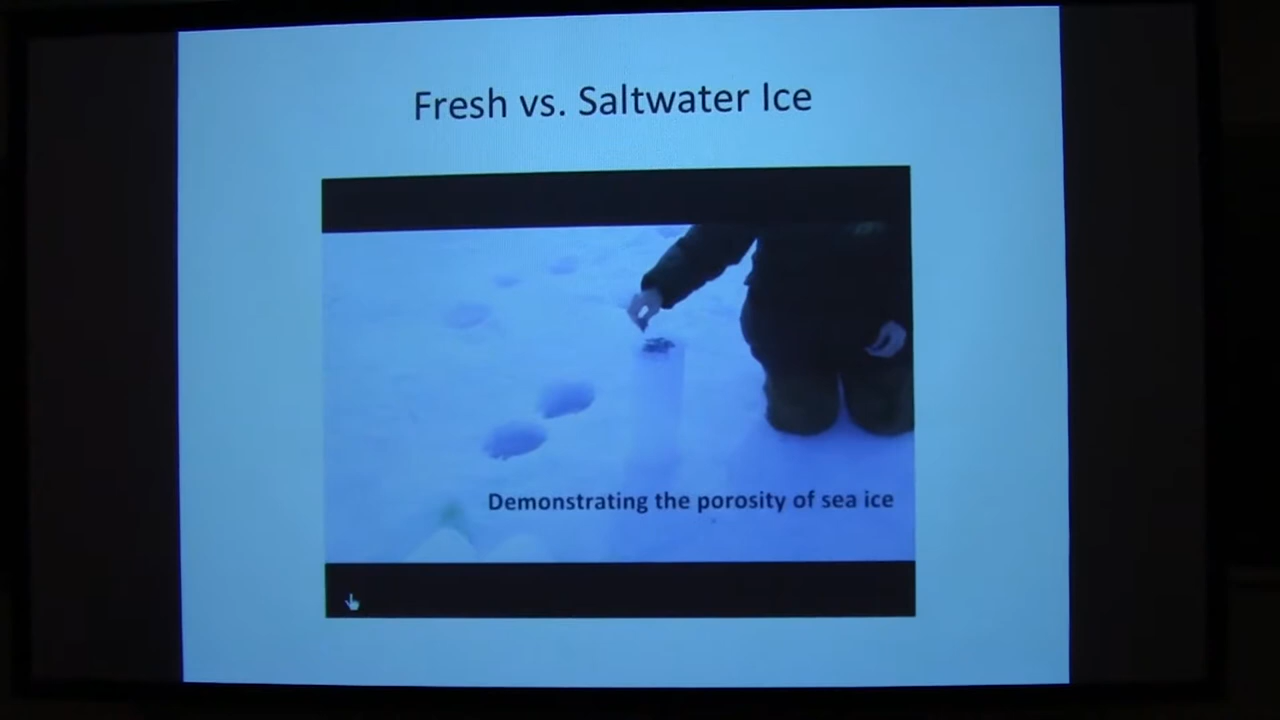 Fresh vs. Saltwater Ice
Demonstrating the porosity of sea ice